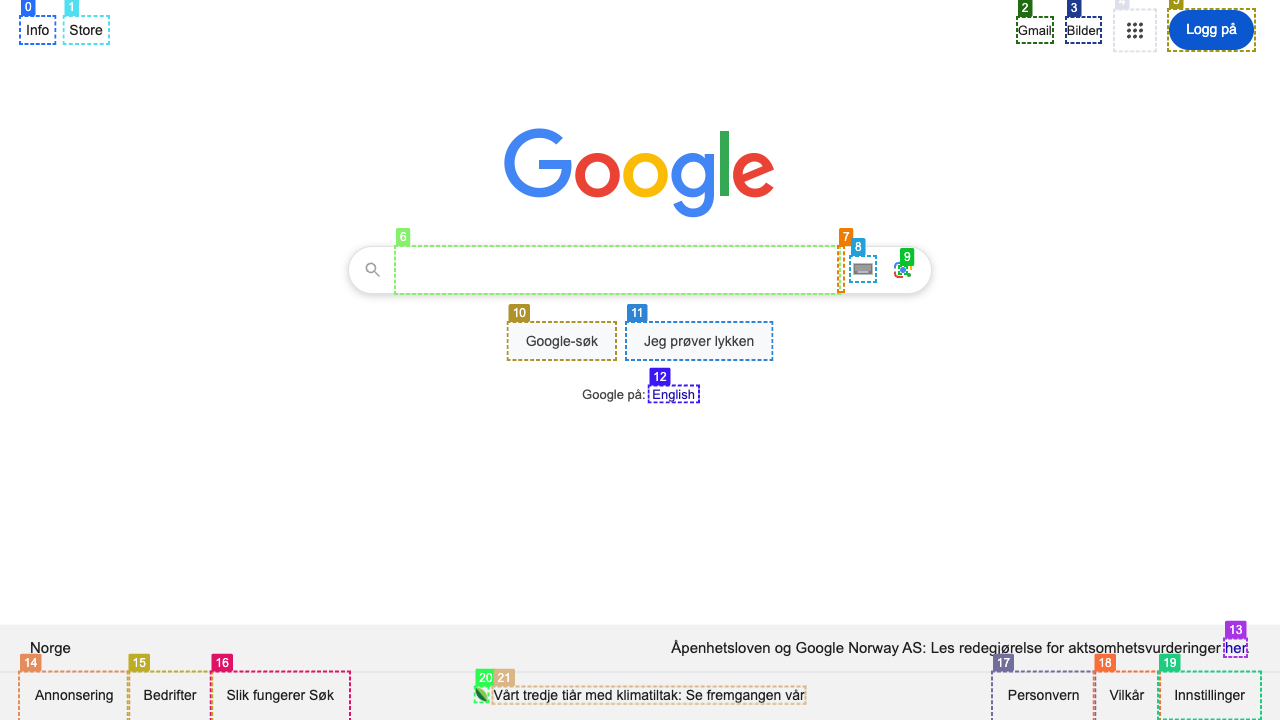 0 1 2 3 4 5
Info Store Gmail Bilder Logg på
Google
6 7 8 9
10 11
Google-søk Jeg prøver lykken
12
Google på: English
13
Norge Åpenhetsloven og Google Norway AS: Les redegjørelse for aktsomhetsvurderinger her.
14 15 16 20 21 17 18 19
Annonsering Bedrifter Slik fungerer Søk Vårt tredje tiår med klimatiltak: Se fremgangen vår Personvern Vilkår Innstillinger